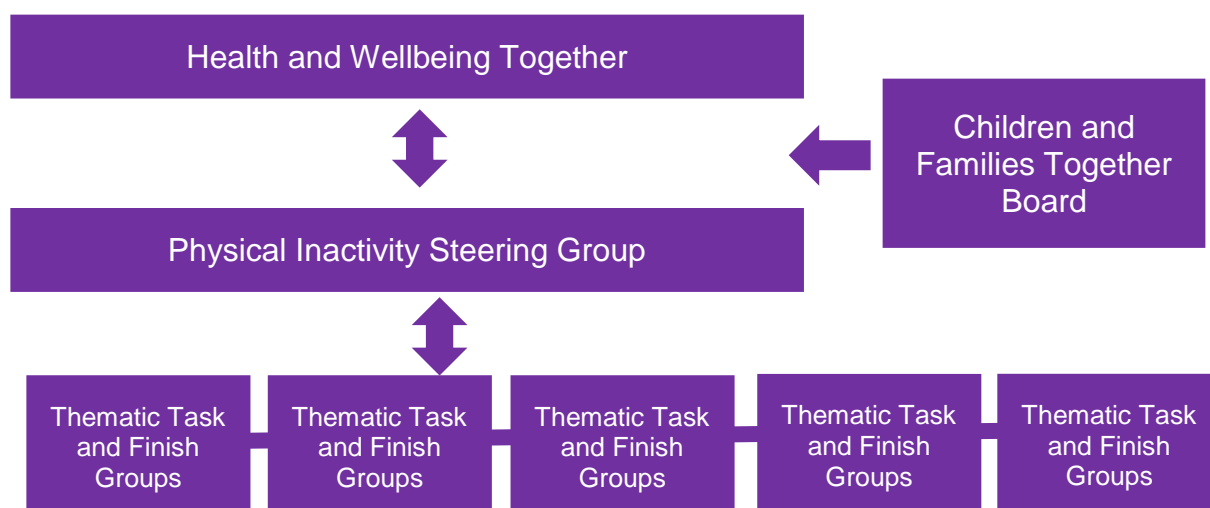 Health and Wellbeing Together
Children and
Families Together
Board
Physical Inactivity Steering Group
Thematic Task
and Finish
Groups
Thematic Task
and Finish
Groups
Thematic Task
and Finish
Groups
Thematic Task
and Finish
Groups
Thematic Task
and Finish
Groups